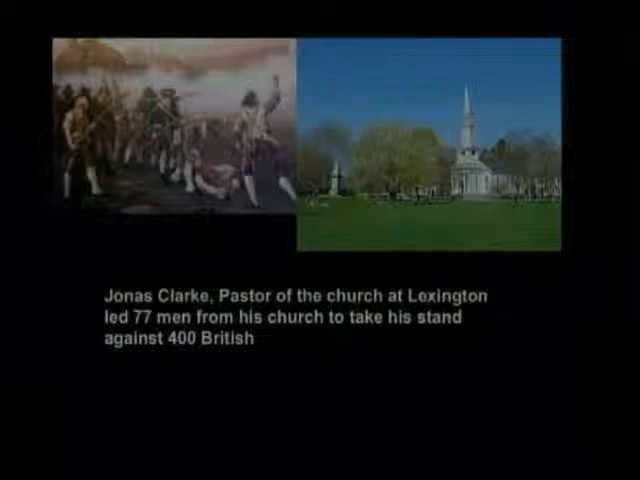 Jonas Clarke, Pastor of the church at Lexington
led 77 men from his church to take his stand
against 400 British